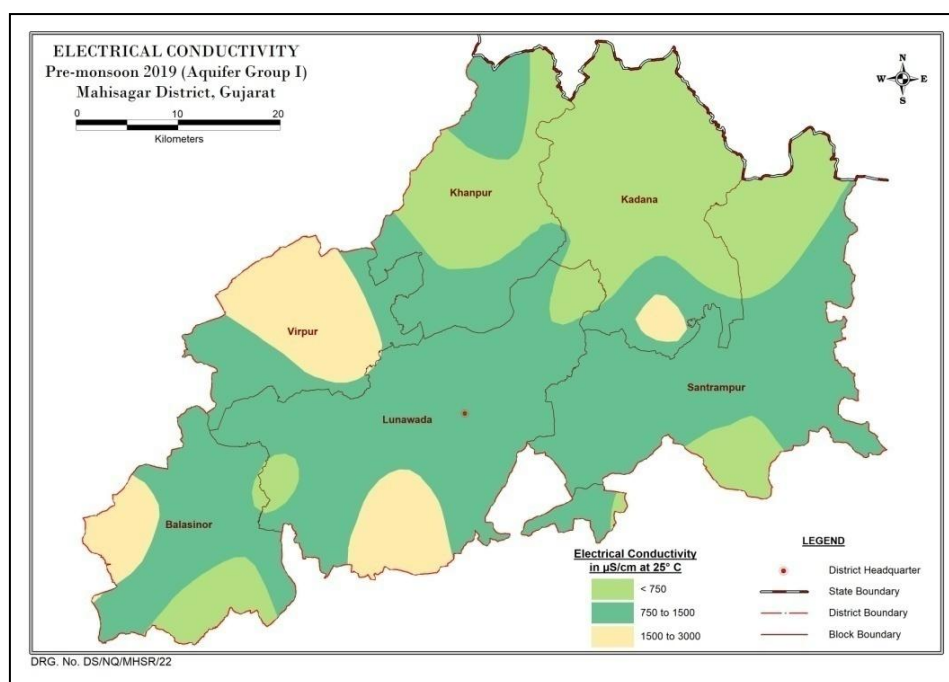 ELECTRICAL CONDUCTIVITY
Pre-monsoon 2019 (Aquifer Group I)
Mahisagar District, Gujarat
0 10 20
Kilometers
N
W E
S
Khanpur
Kadana
Virpur
Santrampur
Lunawada
Balasinor
Electrical Conductivity
in µS/cm at 25° C
< 750
750 to 1500
1500 to 3000
LEGEND
District Headquarter
State Boundary
District Boundary
Block Boundary
DRG. No. DS/NQ/MHSR/22